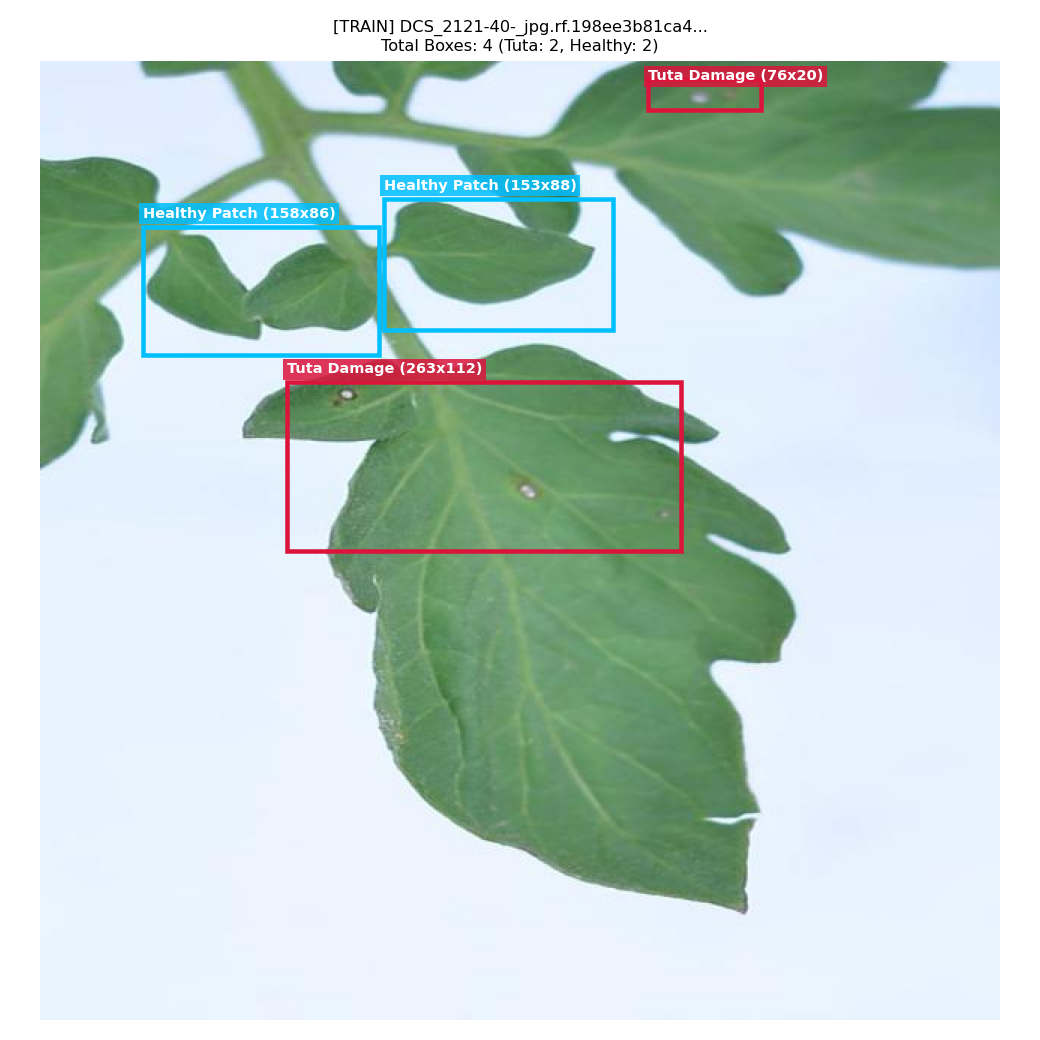 [TRAIN] DCS_2121-40-_jpg.rf.198ee3b81ca4...
Total Boxes: 4 (Tuta: 2, Healthy: 2)
Tuta Damage (76x20)
Healthy Patch (153x88)
Healthy Patch (158x86)
Tuta Damage (263x112)